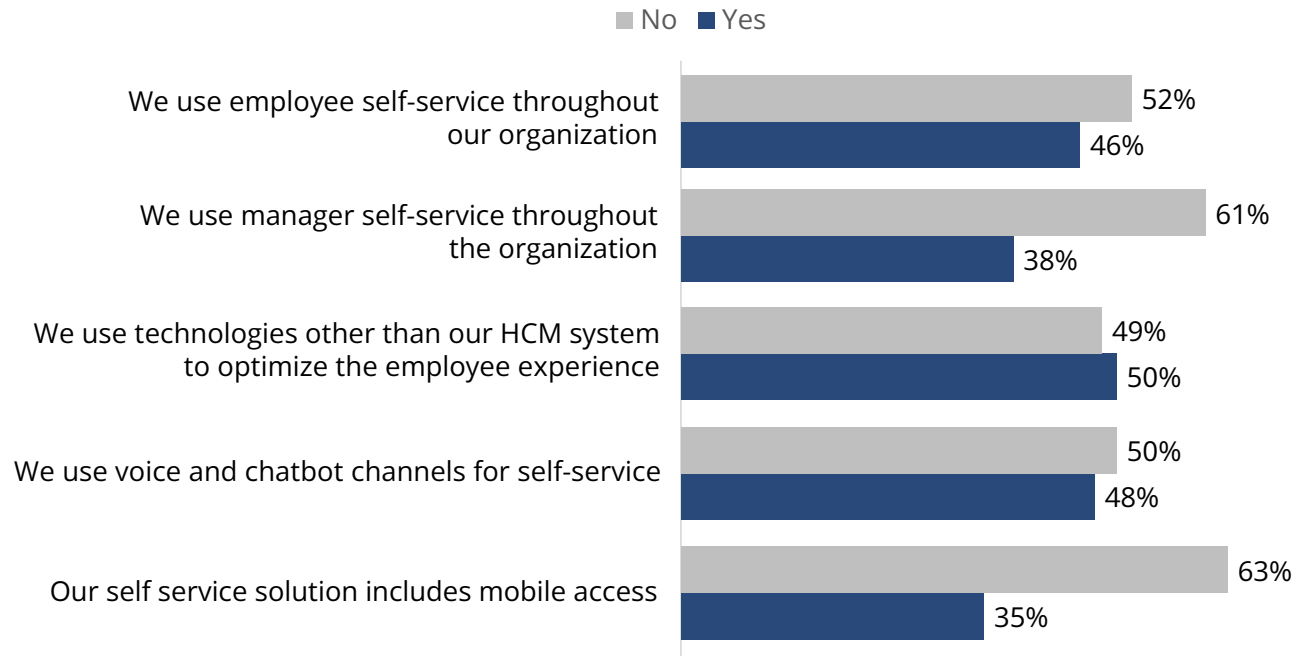 No Yes
We use employee self-service throughout
our organization
52%
46%
We use manager self-service throughout
the organization
61%
38%
We use technologies other than our HCM system
to optimize the employee experience
49%
50%
We use voice and chatbot channels for self-service
50%
48%
Our self service solution includes mobile access
63%
35%